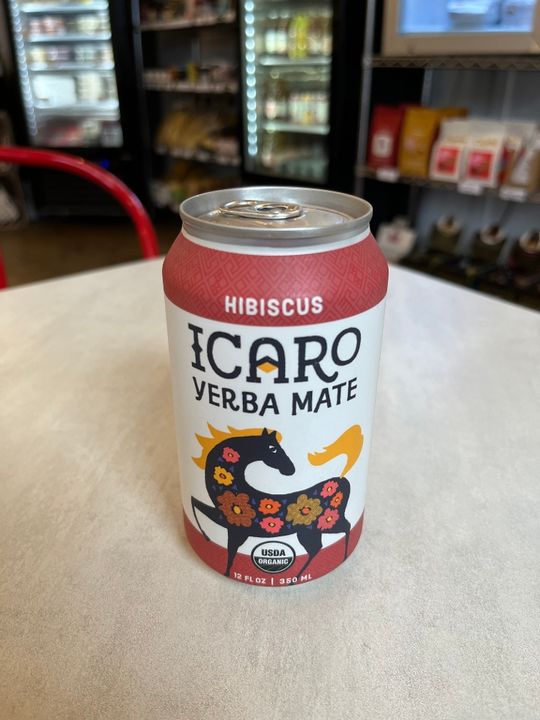 HIBISCUS
ICARO
YERBA MATE
USDA
ORGANIC
12 FL OZ | 350 ML